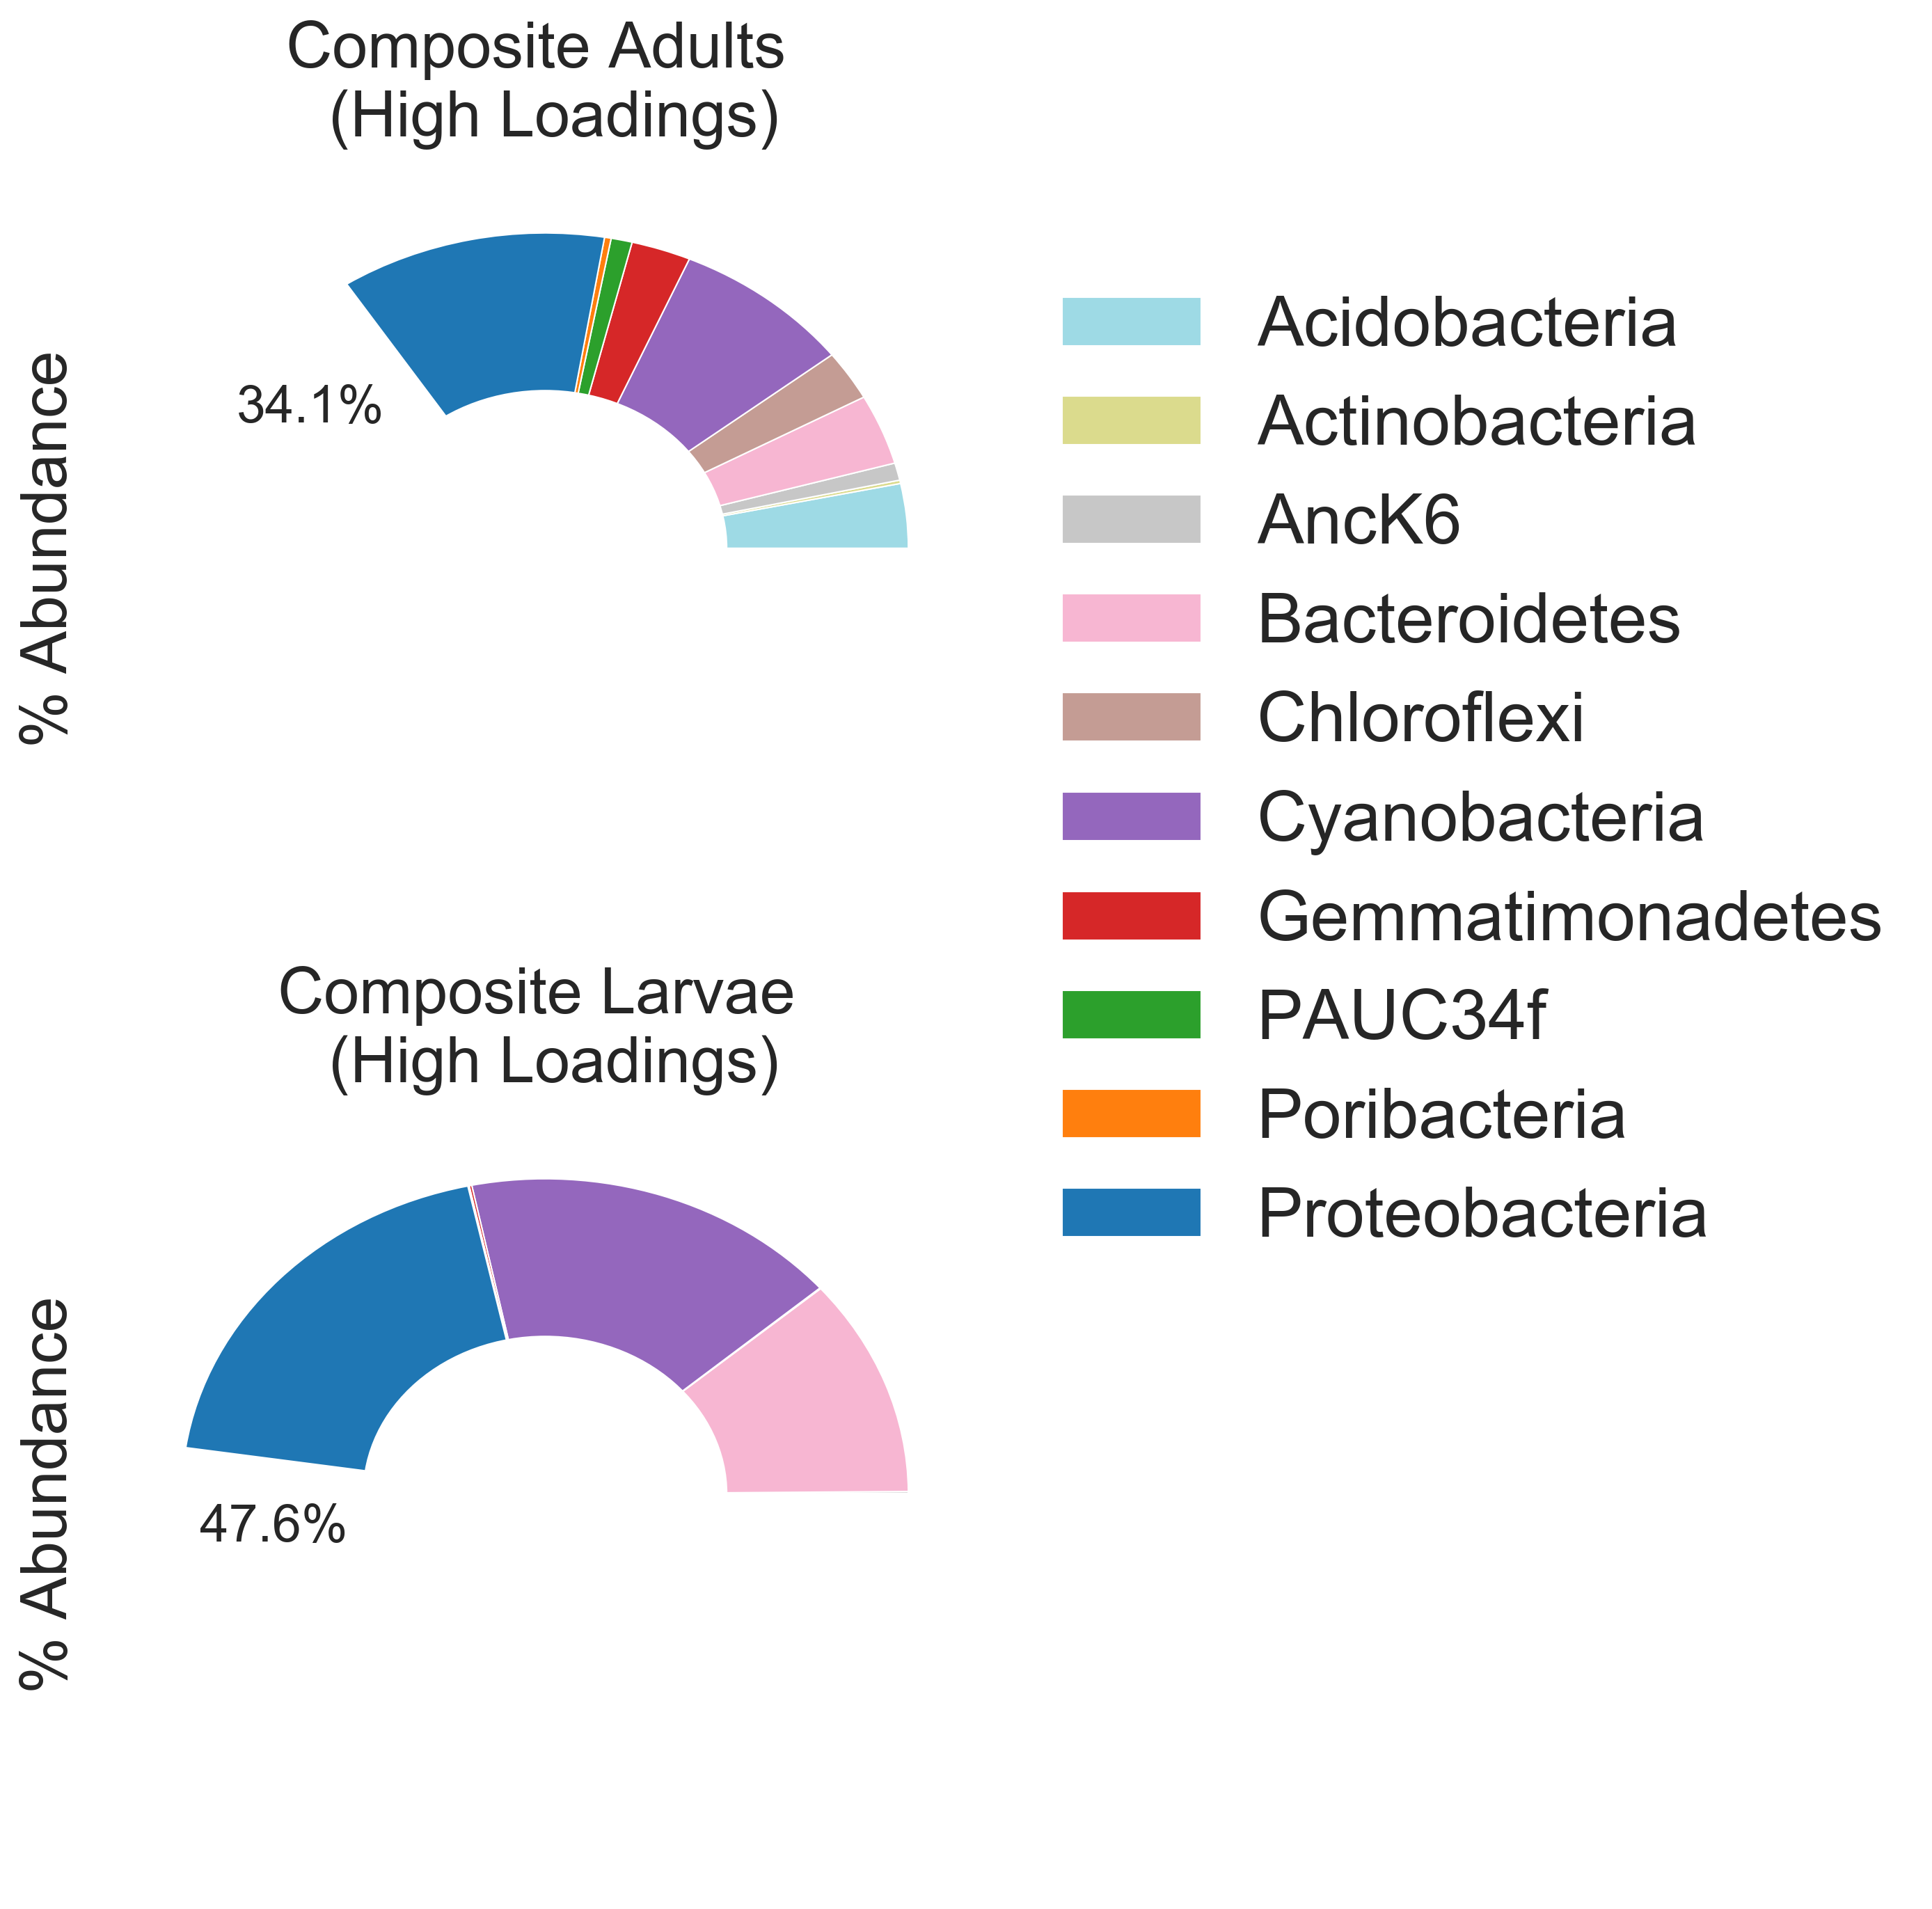 Composite Adults
(High Loadings)
% Abundance
34.1%
Acidobacteria
Actinobacteria
AncK6
Bacteroidetes
Chloroflexi
Cyanobacteria
Gemmatimonadetes
PAUC34f
Poribacteria
Proteobacteria
Composite Larvae
(High Loadings)
% Abundance
47.6%